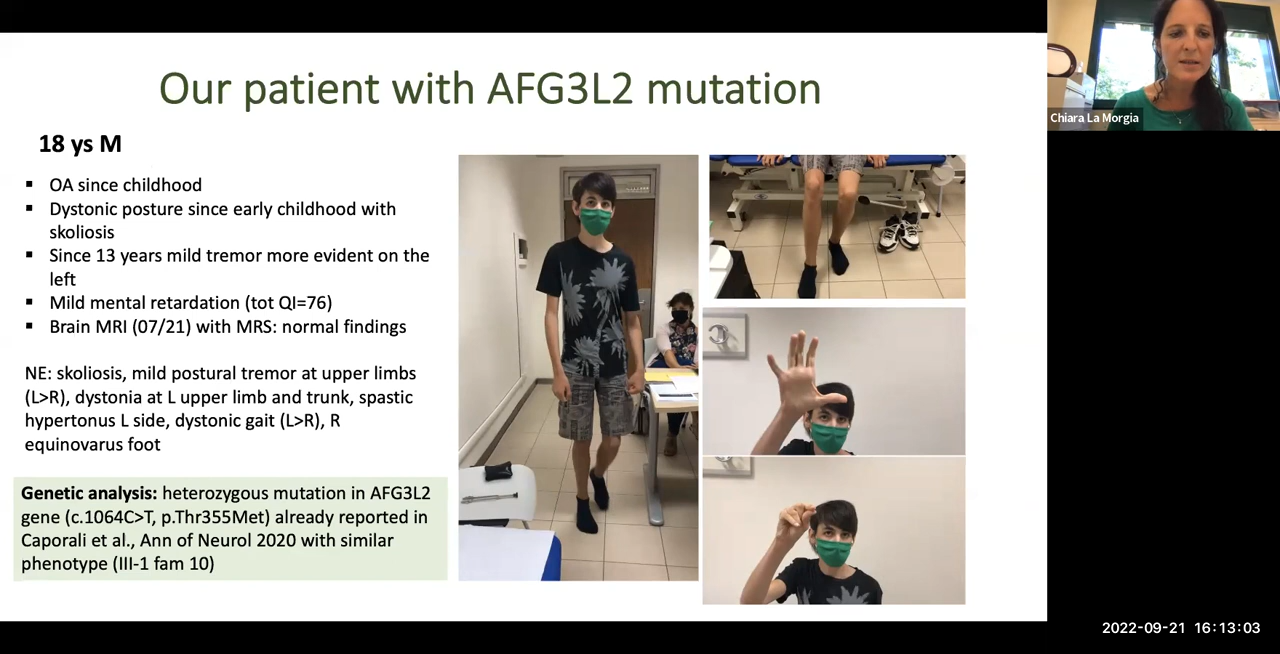 Our patient with AFG3L2 mutation
18 ys M
▪ OA since childhood
▪ Dystonic posture since early childhood with
skoliosis
▪ Since 13 years mild tremor more evident on the
left
▪ Mild mental retardation (tot QI=76)
▪ Brain MRI (07/21) with MRS: normal findings
NE: skoliosis, mild postural tremor at upper limbs
(L>R), dystonia at L upper limb and trunk, spastic
hypertonus L side, dystonic gait (L>R), R
equinovarus foot
Genetic analysis: heterozygous mutation in AFG3L2
gene (c.1064C>T, p.Thr355Met) already reported in
Caporali et al., Ann of Neurol 2020 with similar
phenotype (III-1 fam 10)
Chiara La Morgia
2022-09-21 16:13:03